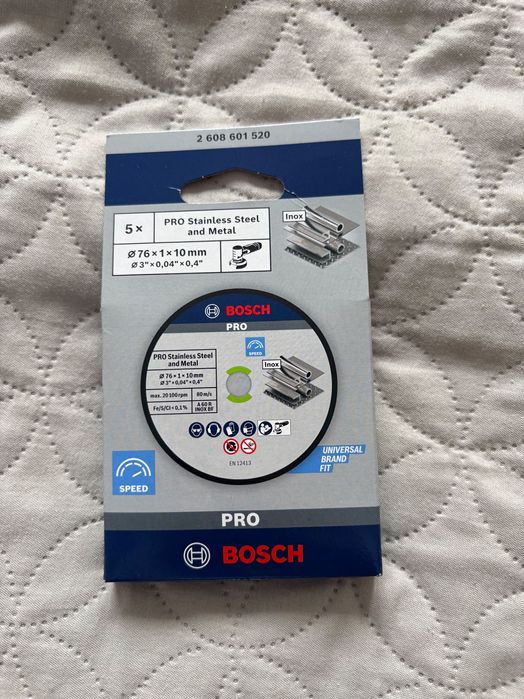 2 608 601 520
5× PRO Stainless Steel
and Metal
Inox
Ø 76×1×10 mm
Ø 3"×0,04"×0,4"
BOSCH
PRO
SPEED
PRO Stainless Steel
and Metal
Inox
Ø 76×1×10mm
Ø 3"×0,04"×0,4"
max. 20 100 rpm 80 m/s
Fe/S/Cl < 0,1 % A 60 R
INOX BF
EN 12413
SPEED
UNIVERSAL
BRAND
FIT
PRO
BOSCH